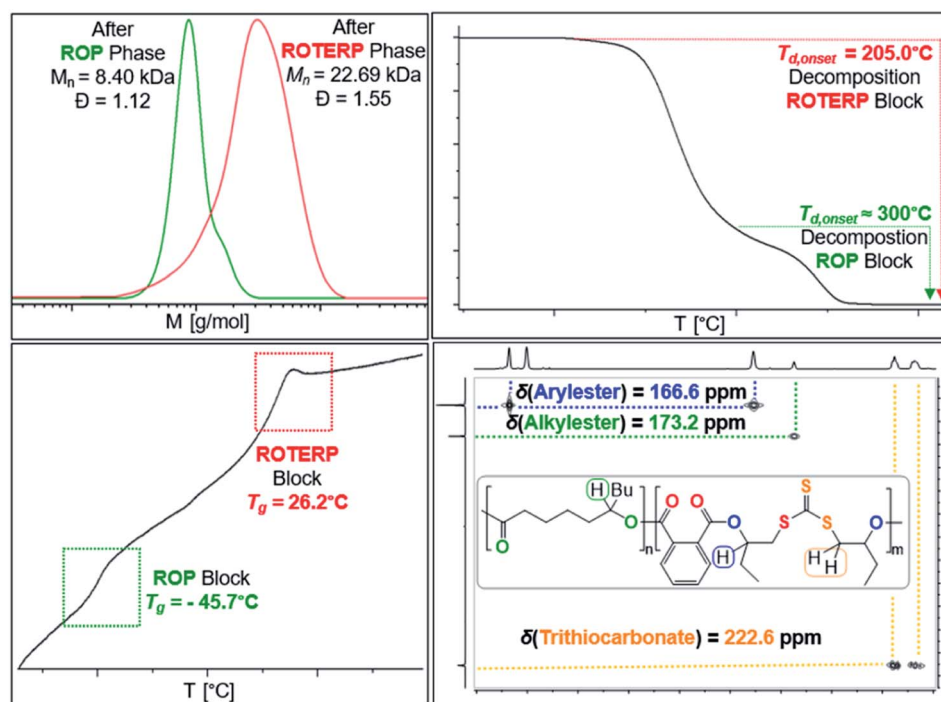 After
ROP Phase
Mn = 8.40 kDa
Đ = 1.12
After
ROTERP Phase
Mn = 22.69 kDa
Đ = 1.55
M [g/mol]
Td,onset = 205.0°C
Decomposition
ROTERP Block
Td,onset ≈ 300°C
Decompostion
ROP Block
T [°C]
ROTERP
Block
Tg = 26.2°C
ROP Block
Tg = - 45.7°C
T [°C]
δ(Arylester) = 166.6 ppm
δ(Alkylester) = 173.2 ppm
H Bu
O
O
n
O O
O
H
S
S
S
O
H
H
m
δ(Trithiocarbonate) = 222.6 ppm